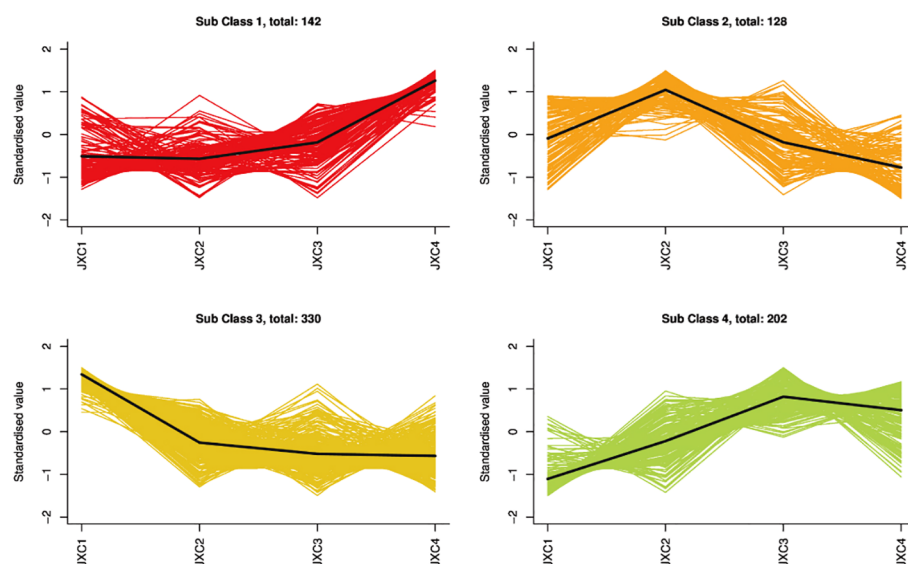 Sub Class 1, total: 142
Standardised value
2
1
0
−1
−2
JXC1
JXC2
JXC3
JXC4
Sub Class 2, total: 128
Standardised value
2
1
0
−1
−2
JXC1
JXC2
JXC3
JXC4
Sub Class 3, total: 330
Standardised value
2
1
0
−1
−2
JXC1
JXC2
JXC3
JXC4
Sub Class 4, total: 202
Standardised value
2
1
0
−1
−2
JXC1
JXC2
JXC3
JXC4